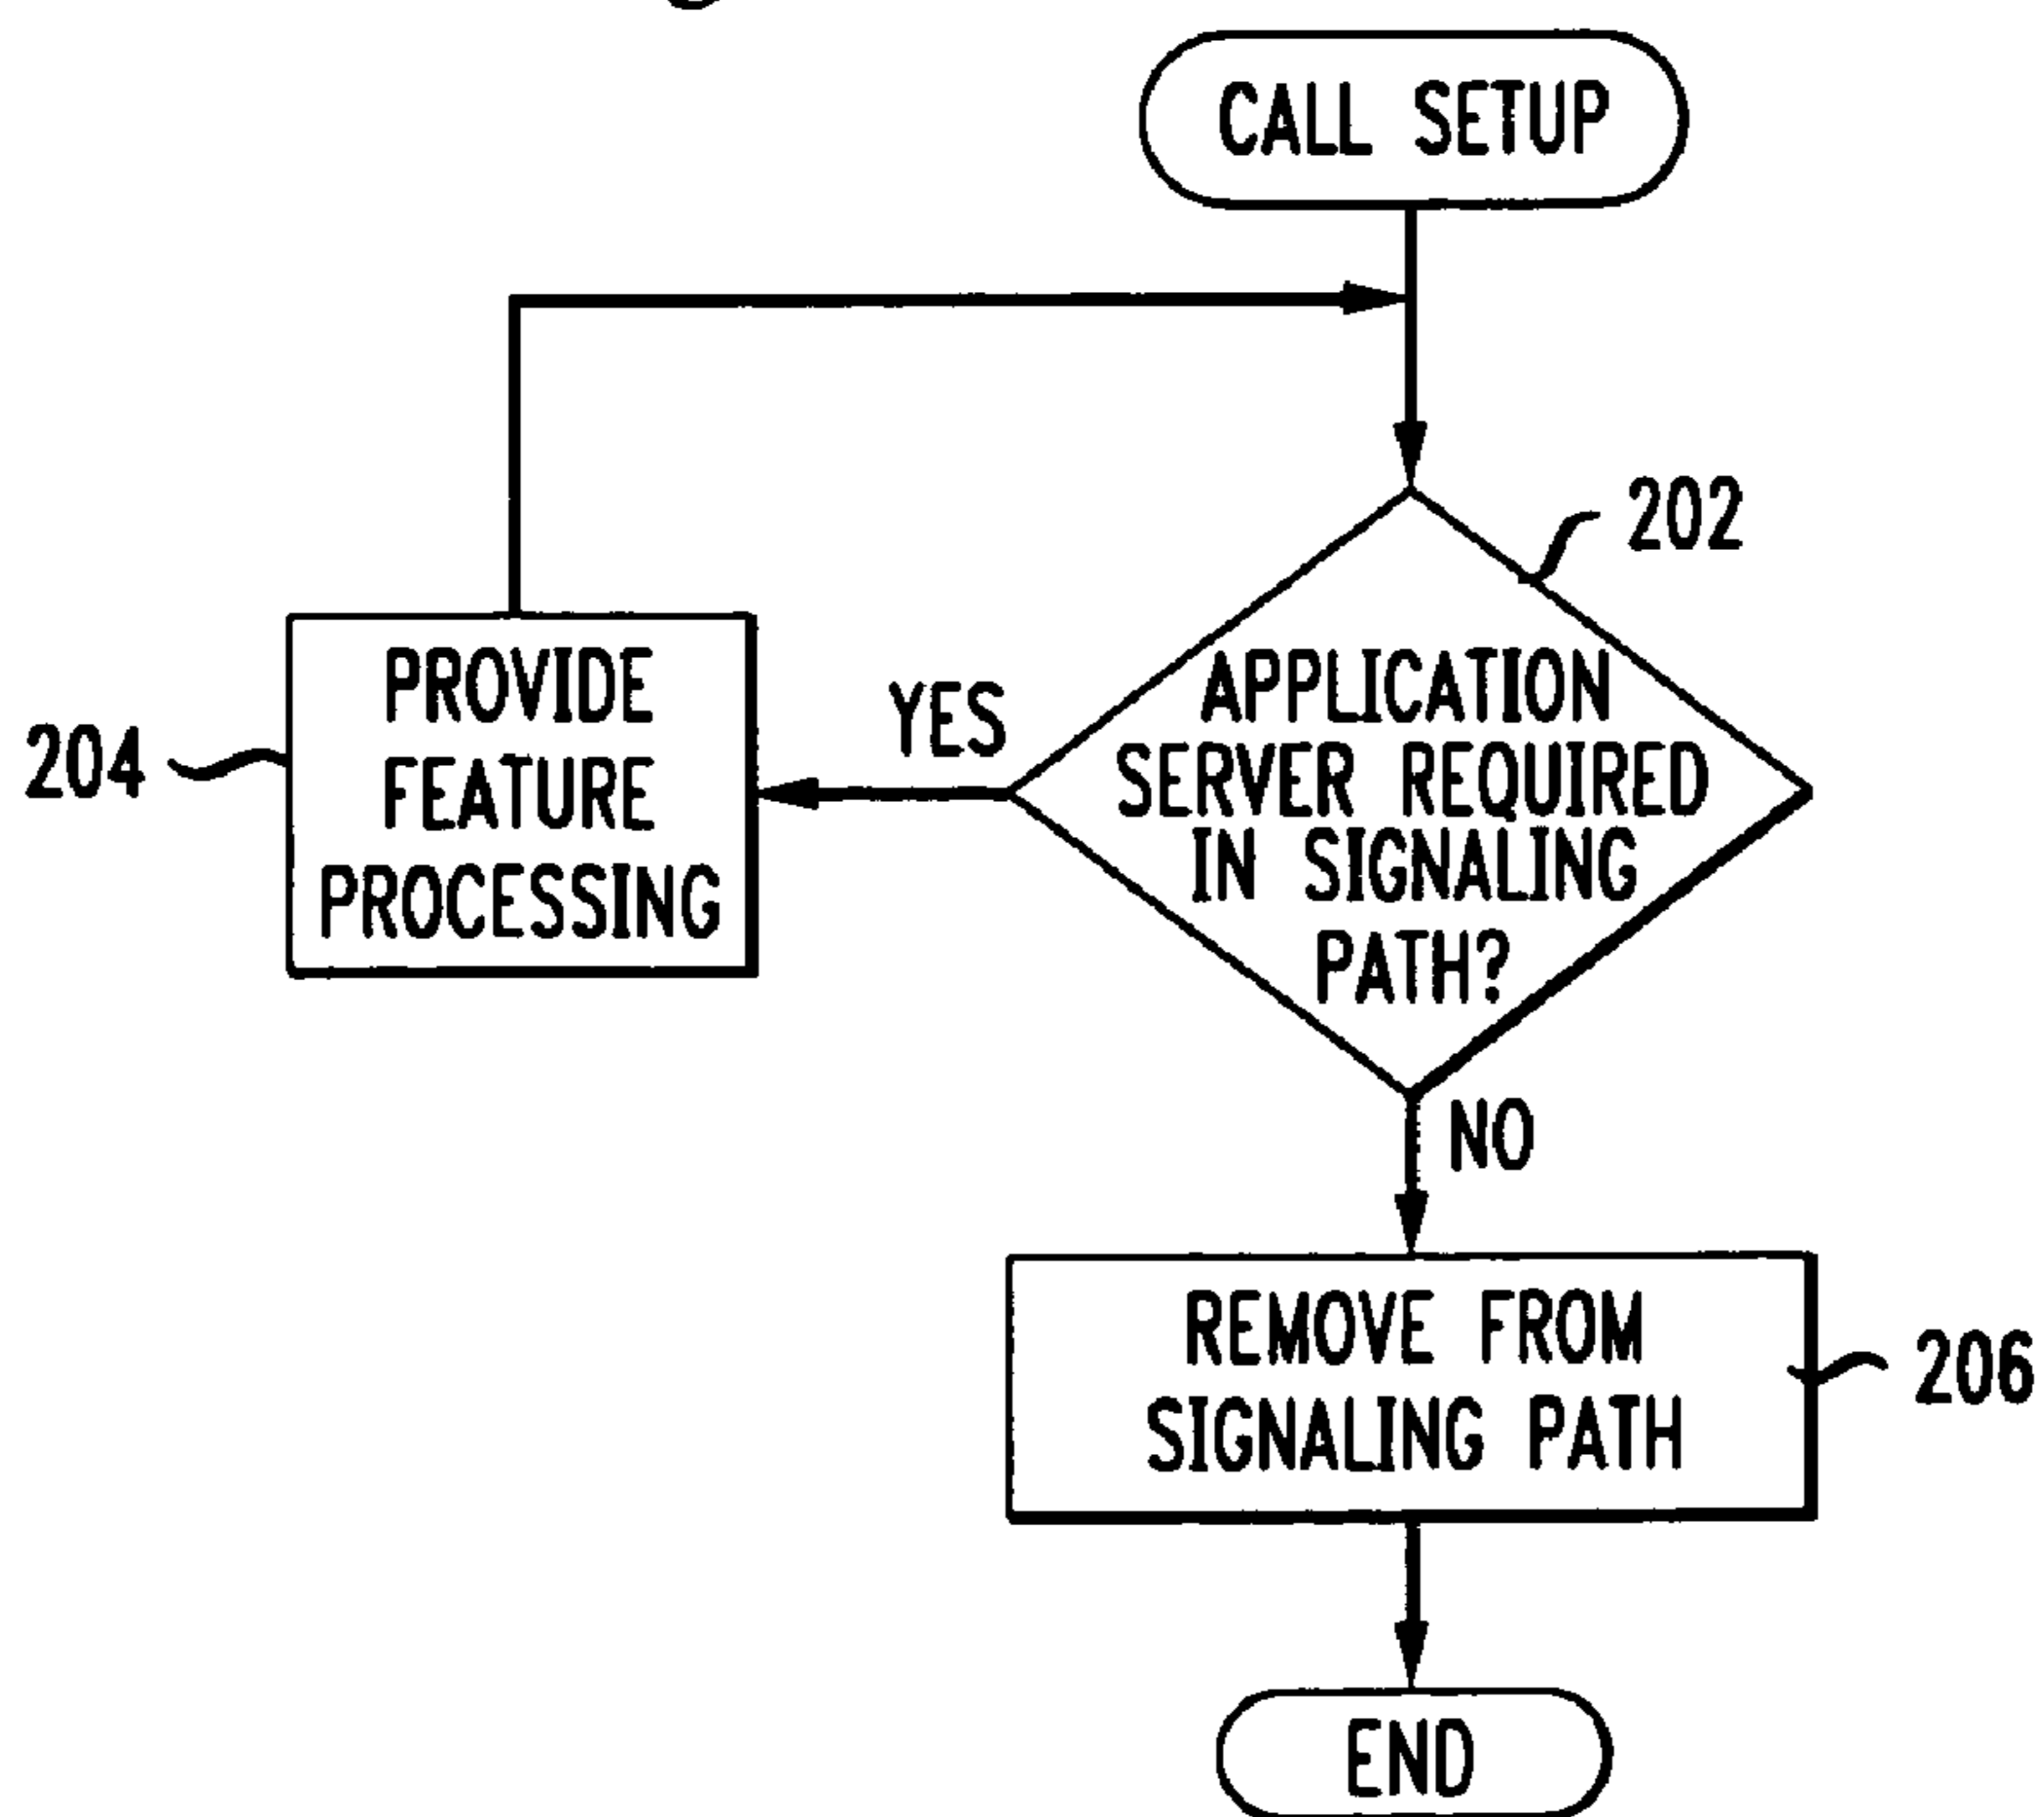 CALL SETUP
202
APPLICATION
SERVER REQUIRED
IN SIGNALING
PATH?
YES
204
PROVIDE
FEATURE
PROCESSING
NO
REMOVE FROM
SIGNALING PATH
206
END